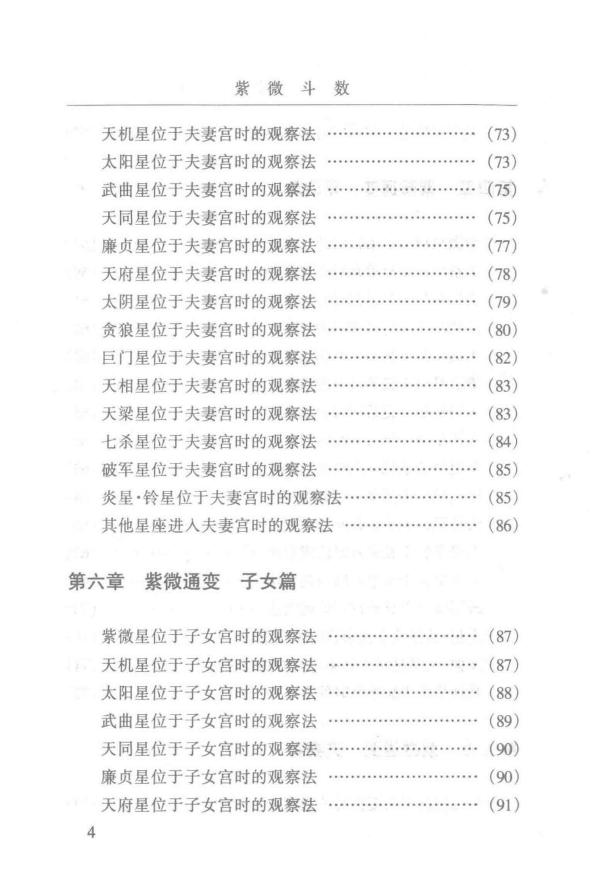 紫微斗数
天机星位于夫妻宫时的观察法 ………………………… (73)
太阳星位于夫妻宫时的观察法 ………………………… (73)
武曲星位于夫妻宫时的观察法 ………………………… (75)
天同星位于夫妻宫时的观察法 ………………………… (75)
廉贞星位于夫妻宫时的观察法 ………………………… (77)
天府星位于夫妻宫时的观察法 ………………………… (78)
太阴星位于夫妻宫时的观察法 ………………………… (79)
贪狼星位于夫妻宫时的观察法 ………………………… (80)
巨门星位于夫妻宫时的观察法 ………………………… (82)
天相星位于夫妻宫时的观察法 ………………………… (83)
天梁星位于夫妻宫时的观察法 ………………………… (83)
七杀星位于夫妻宫时的观察法 ………………………… (84)
破军星位于夫妻宫时的观察法 ………………………… (85)
炎星·铃星位于夫妻宫时的观察法 ……………………… (85)
其他星座进入夫妻宫时的观察法 ……………………… (86)
第六章 紫微通变 子女篇
紫微星位于子女宫时的观察法 ………………………… (87)
天机星位于子女宫时的观察法 ………………………… (87)
太阳星位于子女宫时的观察法 ………………………… (88)
武曲星位于子女宫时的观察法 ………………………… (89)
天同星位于子女宫时的观察法 ………………………… (90)
廉贞星位于子女宫时的观察法 ………………………… (90)
天府星位于子女宫时的观察法 ………………………… (91)
4